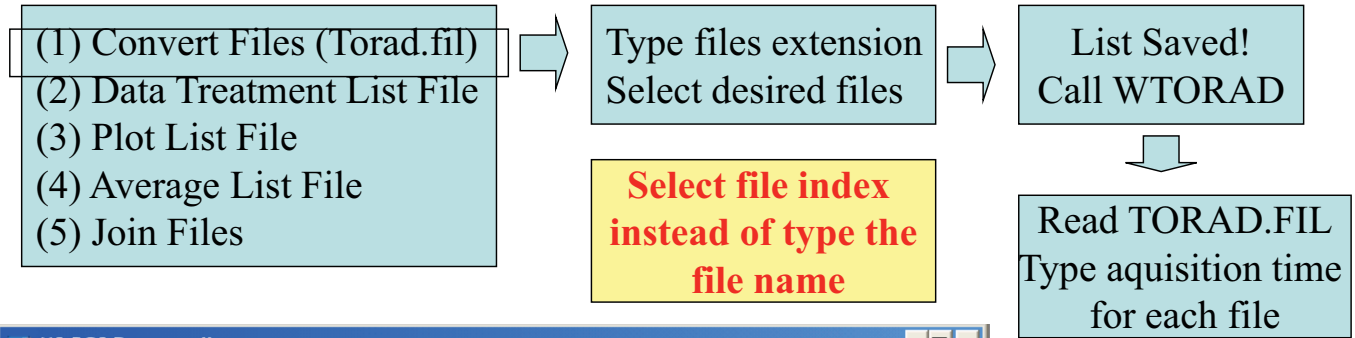 (1) Convert Files (Torad.fil)
(2) Data Treatment List File
(3) Plot List File
(4) Average List File
(5) Join Files
Type files extension
Select desired files
List Saved!
Call WTORAD
Select file index
instead of type the
file name
Read TORAD.FIL
Type aquisition time
for each file